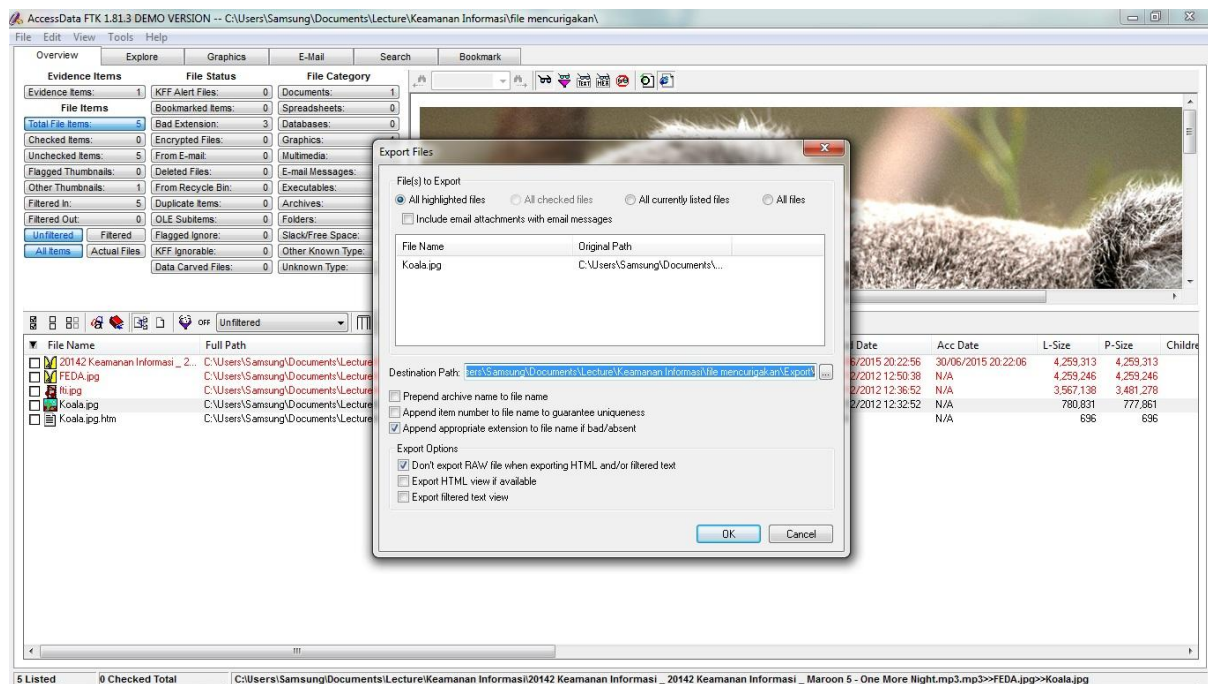 AccessData FTK 1.81.3 DEMO VERSION -- C:\Users\Samsung\Documents\Lecture\Keamanan Informasi\file mencurigakan\
File Edit View Tools Help
Overview Explore Graphics E-Mail Search Bookmark
Evidence Items File Status File Category
Evidence Items: 1 KFF Alert Files: 0 Documents: 1
File Items Bookmarked Items: 0 Spreadsheets: 0
Total File Items: 5 Bad Extension: 3 Databases: 0
Checked Items: 0 Encrypted Files: 0 Graphics:
Unchecked Items: 5 From E-mail: 0 Multimedia:
Flagged Thumbnails: 0 Deleted Files: 0 E-mail Messages:
Other Thumbnails: 1 From Recycle Bin: 0 Executables:
Filtered In: 5 Duplicate Items: 0 Archives:
Filtered Out: 0 OLE Subitems: 0 Folders:
Unfiltered Filtered Flagged Ignore: 0 Slack/Free Space:
All Items Actual Files KFF Ignorable: 0 Other Known Type:
Data Carved Files: 0 Unknown Type:
TEXT HEX
Export Files
File(s) to Export
All highlighted files All checked files All currently listed files All files
Include email attachments with email messages
File Name Original Path
Koala.jpg C:\Users\Samsung\Documents\...
Destination Path: sers\Samsung\Documents\Lecture\Keamanan Informasi\file mencurigakan\Export\ ...
Prepend archive name to file name
Append item number to file name to guarantee uniqueness
Append appropriate extension to file name if bad/absent
Export Options
Don't export RAW file when exporting HTML and/or filtered text
Export HTML view if available
Export filtered text view
OK Cancel
OFF Unfiltered
File Name Full Path d Date Acc Date L-Size P-Size Childre
20142 Keamanan Informasi _ 2... C:\Users\Samsung\Documents\Lecture 6/2015 20:22:56 30/06/2015 20:22:06 4,259,313 4,259,313
FEDA.jpg C:\Users\Samsung\Documents\Lecture 2/2012 12:50:38 N/A 4,259,246 4,259,246
fti.jpg C:\Users\Samsung\Documents\Lecture 2/2012 12:36:52 N/A 3,567,138 3,481,278
Koala.jpg C:\Users\Samsung\Documents\Lecture 2/2012 12:32:52 N/A 780,831 777,861
Koala.jpg.htm C:\Users\Samsung\Documents\Lecture N/A 696 696
5 Listed 0 Checked Total C:\Users\Samsung\Documents\Lecture\Keamanan Informasi\20142 Keamanan Informasi _ 20142 Keamanan Informasi _ Maroon 5 - One More Night.mp3.mp3>>FEDA.jpg>>Koala.jpg